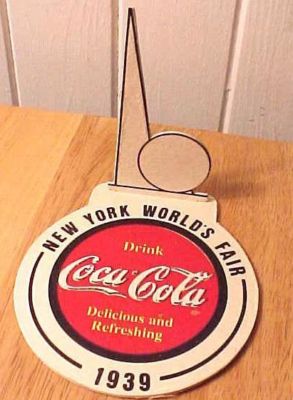 NEW YORK WORLD'S FAIR
Drink
Coca-Cola
Delicious and
Refreshing
1939